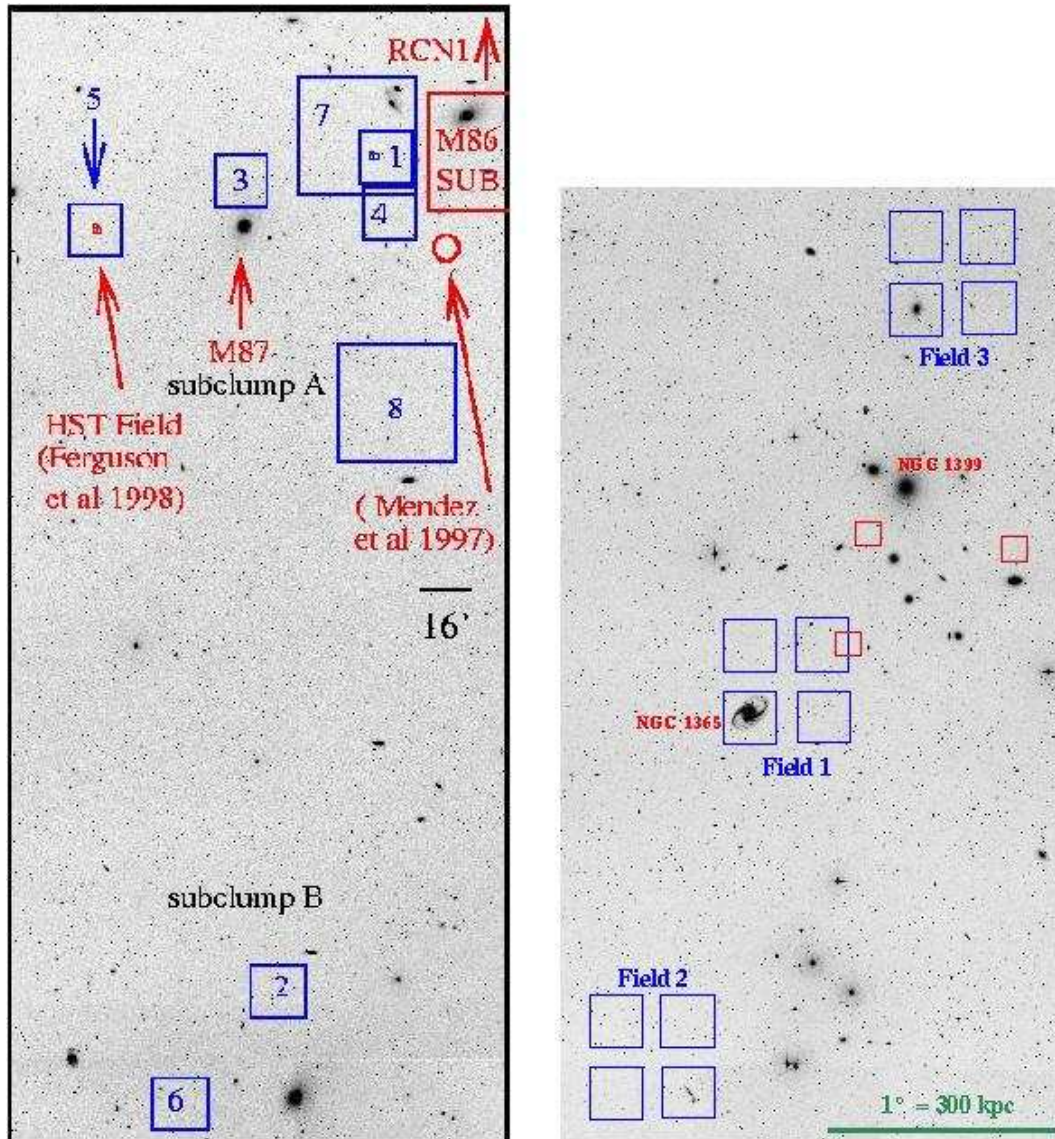 RCN1
5
7
M86
1
SUB
3
4
M87
subclump A
8
HST Field
(Ferguson
et al 1998)
( Mendez
et al 1997)
16'
subclump B
2
6
Field 3
NGC 1399
NGC 1365
Field 1
Field 2
1° = 300 kpc